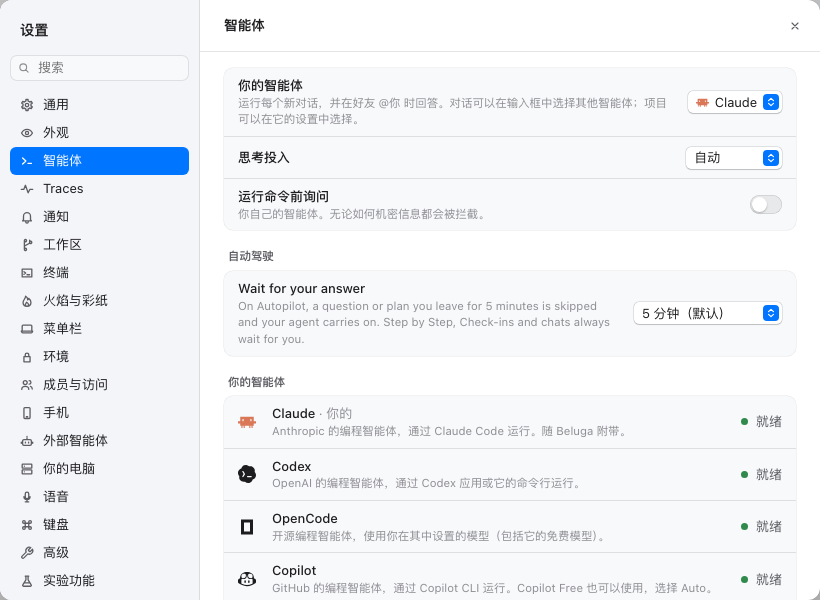 设置
搜索
通用
外观
智能体
Traces
通知
工作区
终端
火焰与彩纸
菜单栏
环境
成员与访问
手机
外部智能体
你的电脑
语音
键盘
高级
实验功能
智能体
你的智能体
运行每个新对话，并在好友 @你 时回答。对话可以在输入框中选择其他智能体；项目
可以在它的设置中选择。
Claude
思考投入
自动
运行命令前询问
你自己的智能体。无论如何机密信息都会被拦截。
自动驾驶
Wait for your answer
On Autopilot, a question or plan you leave for 5 minutes is skipped
and your agent carries on. Step by Step, Check-ins and chats always
wait for you.
5 分钟（默认）
你的智能体
Claude · 你的
Anthropic 的编程智能体，通过 Claude Code 运行。随 Beluga 附带。
就绪
Codex
OpenAI 的编程智能体，通过 Codex 应用或它的命令行运行。
就绪
OpenCode
开源编程智能体，使用你在其中设置的模型（包括它的免费模型）。
就绪
Copilot
GitHub 的编程智能体，通过 Copilot CLI 运行。Copilot Free 也可以使用，选择 Auto。
就绪